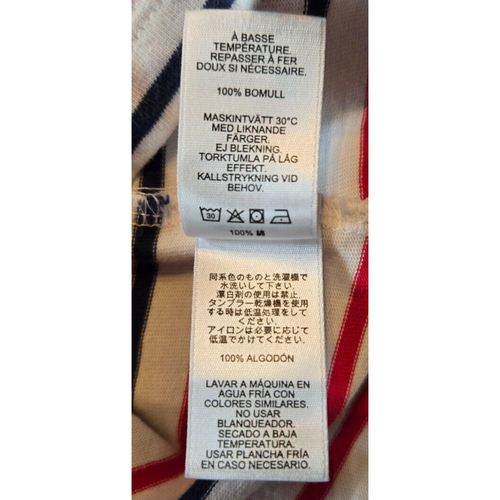 À BASSE
TEMPÉRATURE.
REPASSER À FER
DOUX SI NÉCESSAIRE.
100% BOMULL
MASKINTVÄTT 30°C
MED LIKNANDE
FÄRGER.
EJ BLEKNING.
TORKTUMLA PÅ LÅG
EFFEKT.
KALLSTRYKNING VID
BEHOV.
30
100% 綿
同系色のものと洗濯機で
水洗いして下さい.
漂白剤の使用は禁止.
タンブラー乾燥機を使用
する時は低温処理をして
ください.
アイロンは必要に応じて
低温でかけてください.
100% ALGODÓN
LAVAR A MÁQUINA EN
AGUA FRÍA CON
COLORES SIMILARES.
NO USAR
BLANQUEADOR.
SECADO A BAJA
TEMPERATURA.
USAR PLANCHA FRÍA
EN CASO NECESARIO.